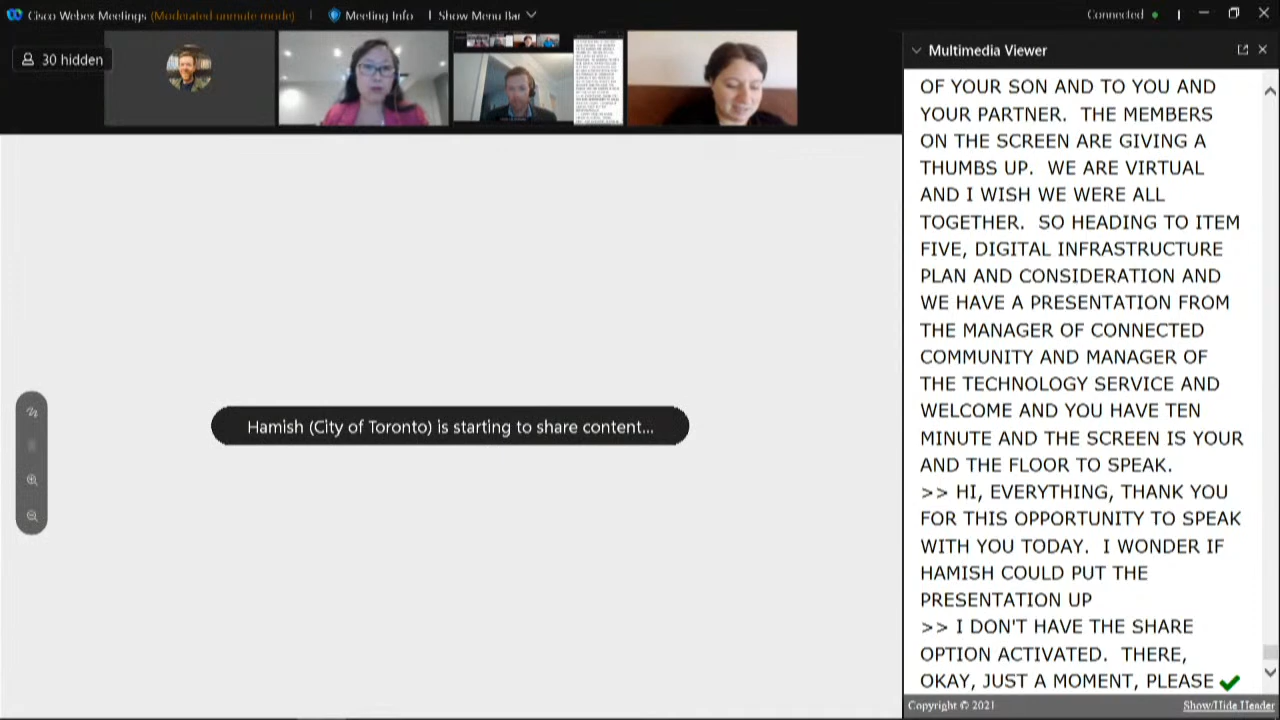 Cisco Webex Meetings (Moderated unmute mode)
Meeting Info
Show Menu Bar
Connected
30 hidden
Multimedia Viewer
OF YOUR SON AND TO YOU AND
YOUR PARTNER. THE MEMBERS
ON THE SCREEN ARE GIVING A
THUMBS UP. WE ARE VIRTUAL
AND I WISH WE WERE ALL
TOGETHER. SO HEADING TO ITEM
FIVE, DIGITAL INFRASTRUCTURE
PLAN AND CONSIDERATION AND
WE HAVE A PRESENTATION FROM
THE MANAGER OF CONNECTED
COMMUNITY AND MANAGER OF
THE TECHNOLOGY SERVICE AND
WELCOME AND YOU HAVE TEN
MINUTE AND THE SCREEN IS YOUR
AND THE FLOOR TO SPEAK.
>> HI, EVERYTHING, THANK YOU
FOR THIS OPPORTUNITY TO SPEAK
WITH YOU TODAY. I WONDER IF
HAMISH COULD PUT THE
PRESENTATION UP
>> I DON'T HAVE THE SHARE
OPTION ACTIVATED. THERE,
OKAY, JUST A MOMENT, PLEASE
Hamish (City of Toronto) is starting to share content...
Copyright © 2021
Show/Hide Header